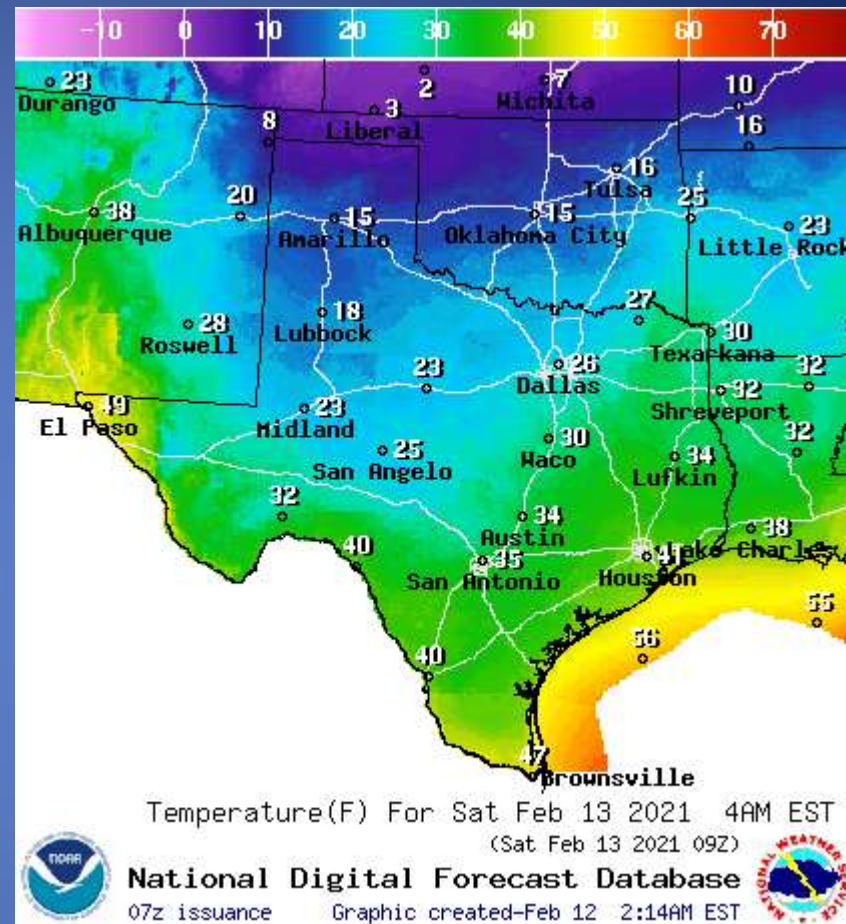 -10 0 10 20 30 40 50 60 70
23
Durango
2
7
Wichita
10
3
Liberal
8
16
16
Tulsa
38
Albuquerque
20
15
Amarillo
15
Oklahoma City
25
23
Little Rock
28
Roswell
18
Lubbock
27
30
Texarkana
26
Dallas
49
El Paso
23
Midland
23
32
Shreveport
32
25
San Angelo
30
Waco
34
Lufkin
32
32
34
Austin
38
Lake Charl
40
35
San Antonio
41
Houston
40
56
55
47
Brownsville
Temperature(F) For Sat Feb 13 2021 4AM EST
(Sat Feb 13 2021 09Z)
NOAA
National Digital Forecast Database
07z issuance Graphic created-Feb 12 2:14AM EST